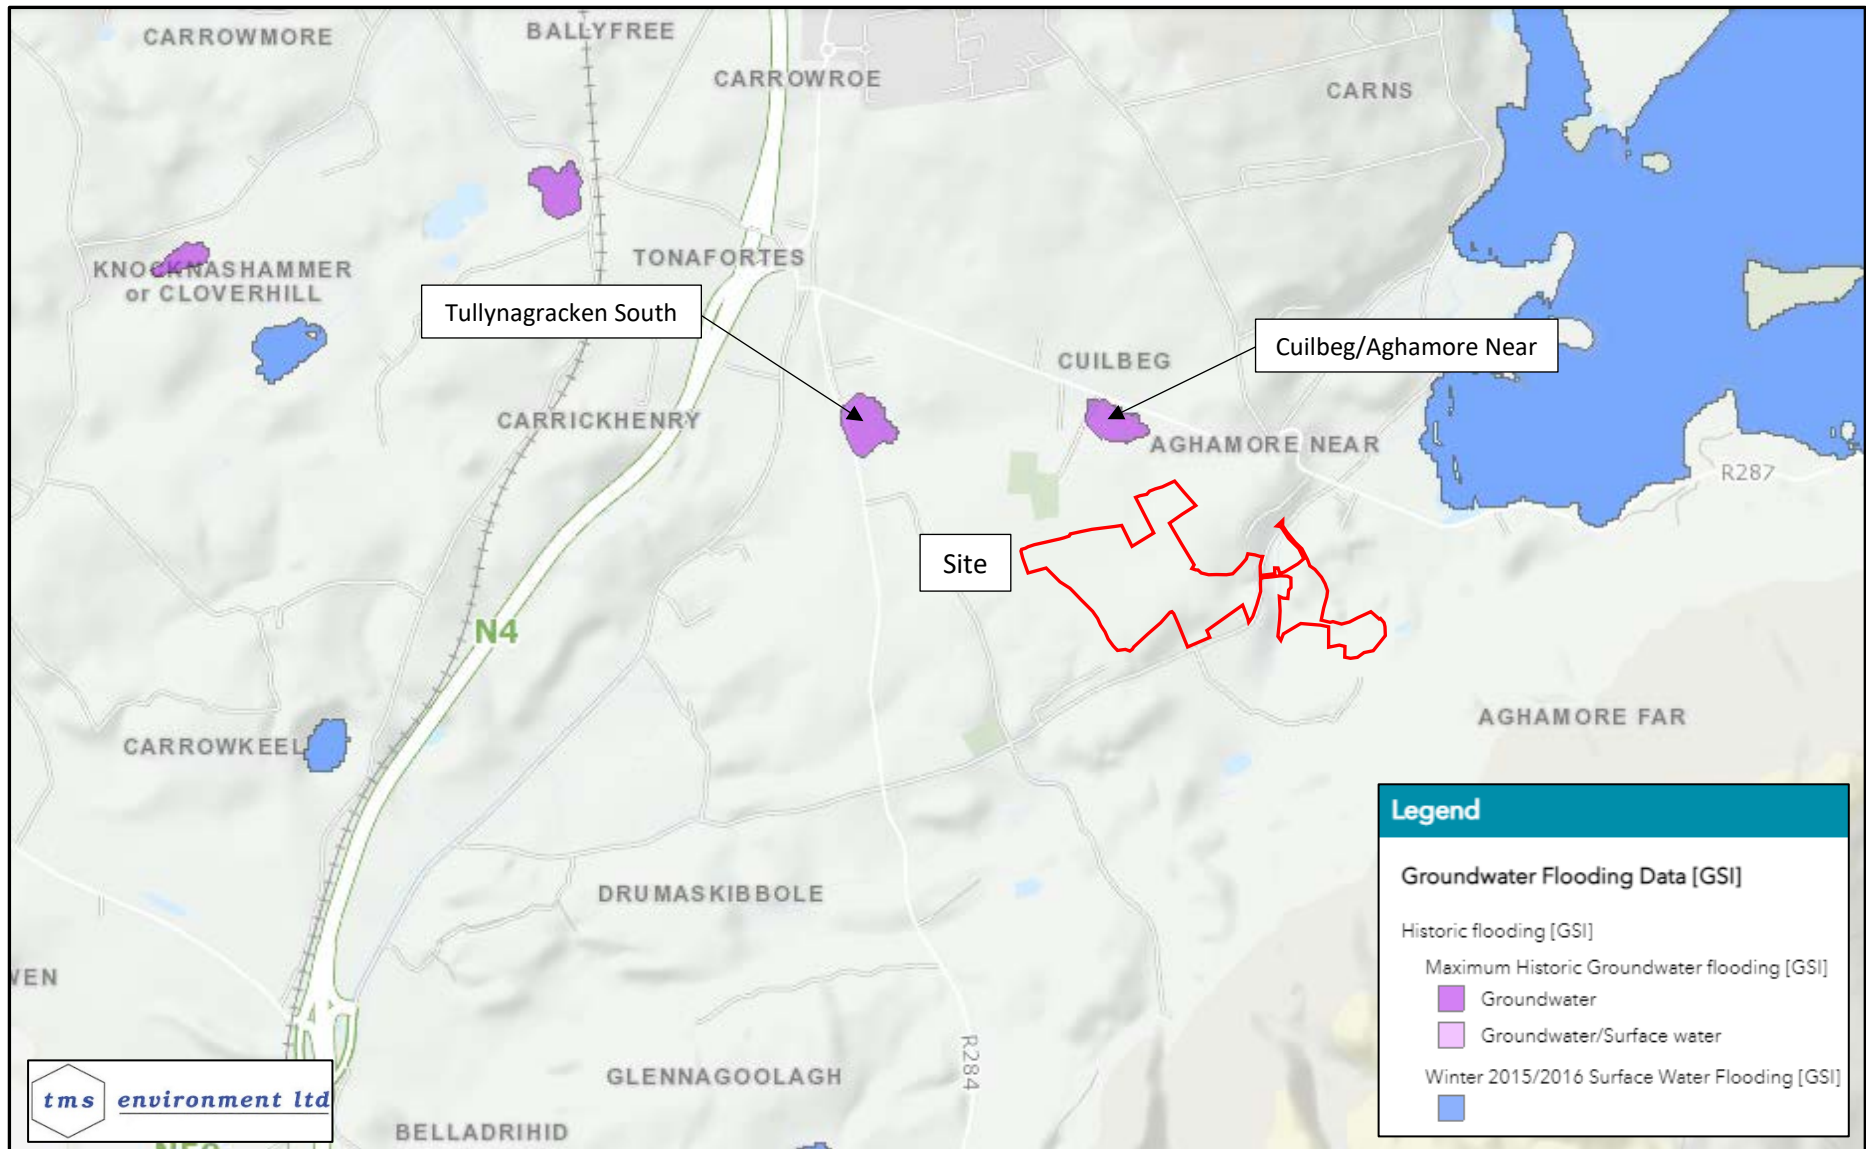 CARROWMORE
BALLYFREE
CARROWROE
CARNS
TONAFORTES
KNOCKNASHAMMER
or CLOVERHILL
Tullynagracken South
Cuilbeg/Aghamore Near
CUILBEG
CARRICKHENRY
AGHAMORE NEAR
R287
Site
N4
AGHAMORE FAR
CARROWKEEL
Legend
Groundwater Flooding Data [GSI]
Historic flooding [GSI]
Maximum Historic Groundwater flooding [GSI]
Groundwater
Groundwater/Surface water
Winter 2015/2016 Surface Water Flooding [GSI]
DRUMASKIBBOLE
VEN
R284
GLENNAGOOLAGH
tms environment ltd
BELLADRIHID